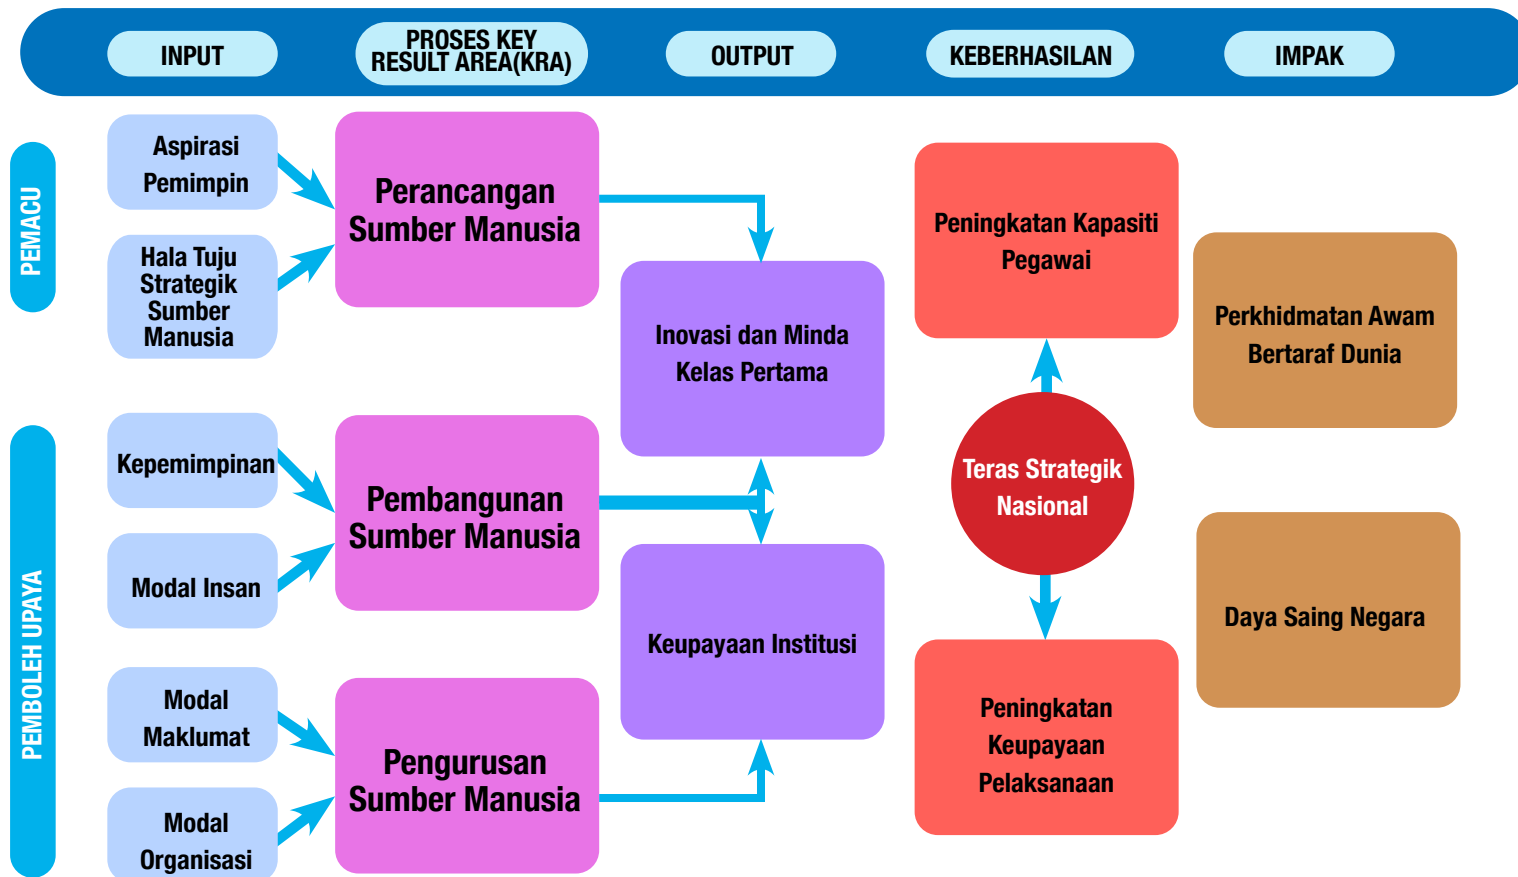 INPUT
PROSES KEY
RESULT AREA(KRA)
OUTPUT
KEBERHASILAN
IMPAK
PEMACU
Aspirasi
Pemimpin
Hala Tuju
Strategik
Sumber
Manusia
Perancangan
Sumber Manusia
Inovasi dan Minda
Kelas Pertama
Peningkatan Kapasiti
Pegawai
Perkhidmatan Awam
Bertaraf Dunia
PEMBOLEH UPAYA
Kepemimpinan
Modal Insan
Pembangunan
Sumber Manusia
Teras Strategik
Nasional
Keupayaan Institusi
Daya Saing Negara
Modal
Maklumat
Modal
Organisasi
Pengurusan
Sumber Manusia
Peningkatan
Keupayaan
Pelaksanaan